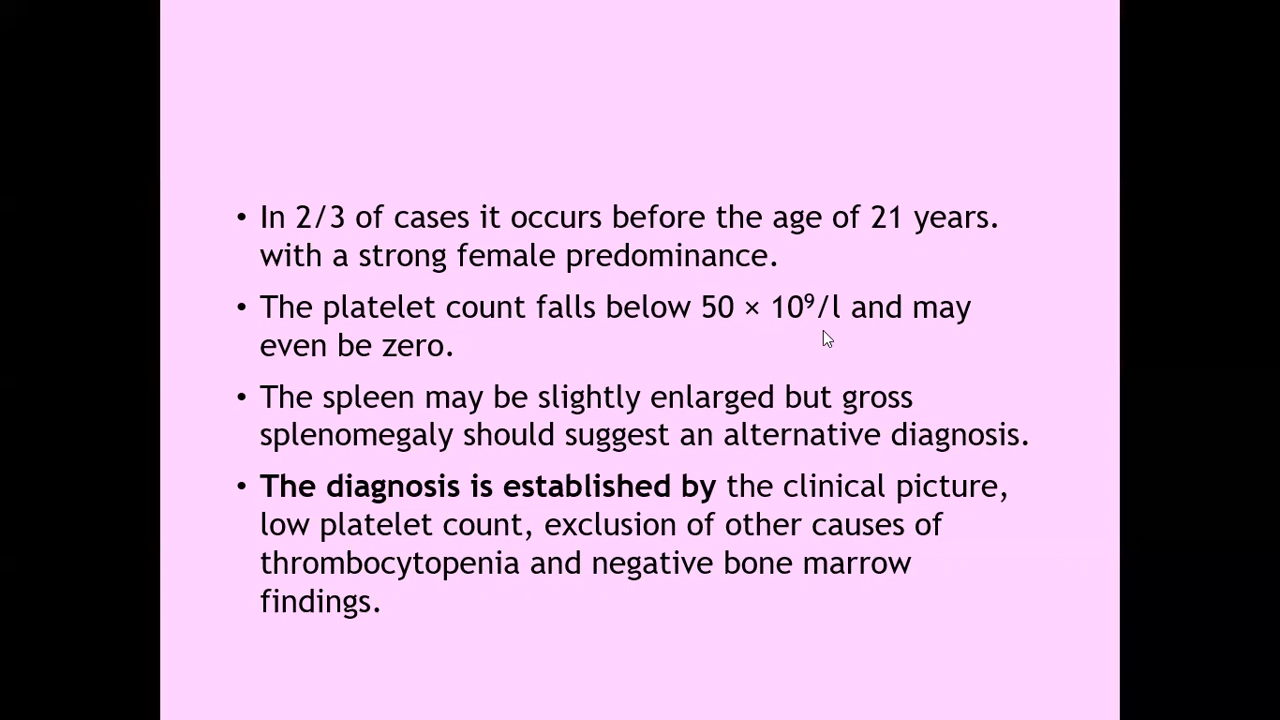 • In 2/3 of cases it occurs before the age of 21 years.
with a strong female predominance.
• The platelet count falls below 50 × 10⁹/l and may
even be zero.
• The spleen may be slightly enlarged but gross
splenomegaly should suggest an alternative diagnosis.
• The diagnosis is established by the clinical picture,
low platelet count, exclusion of other causes of
thrombocytopenia and negative bone marrow
findings.